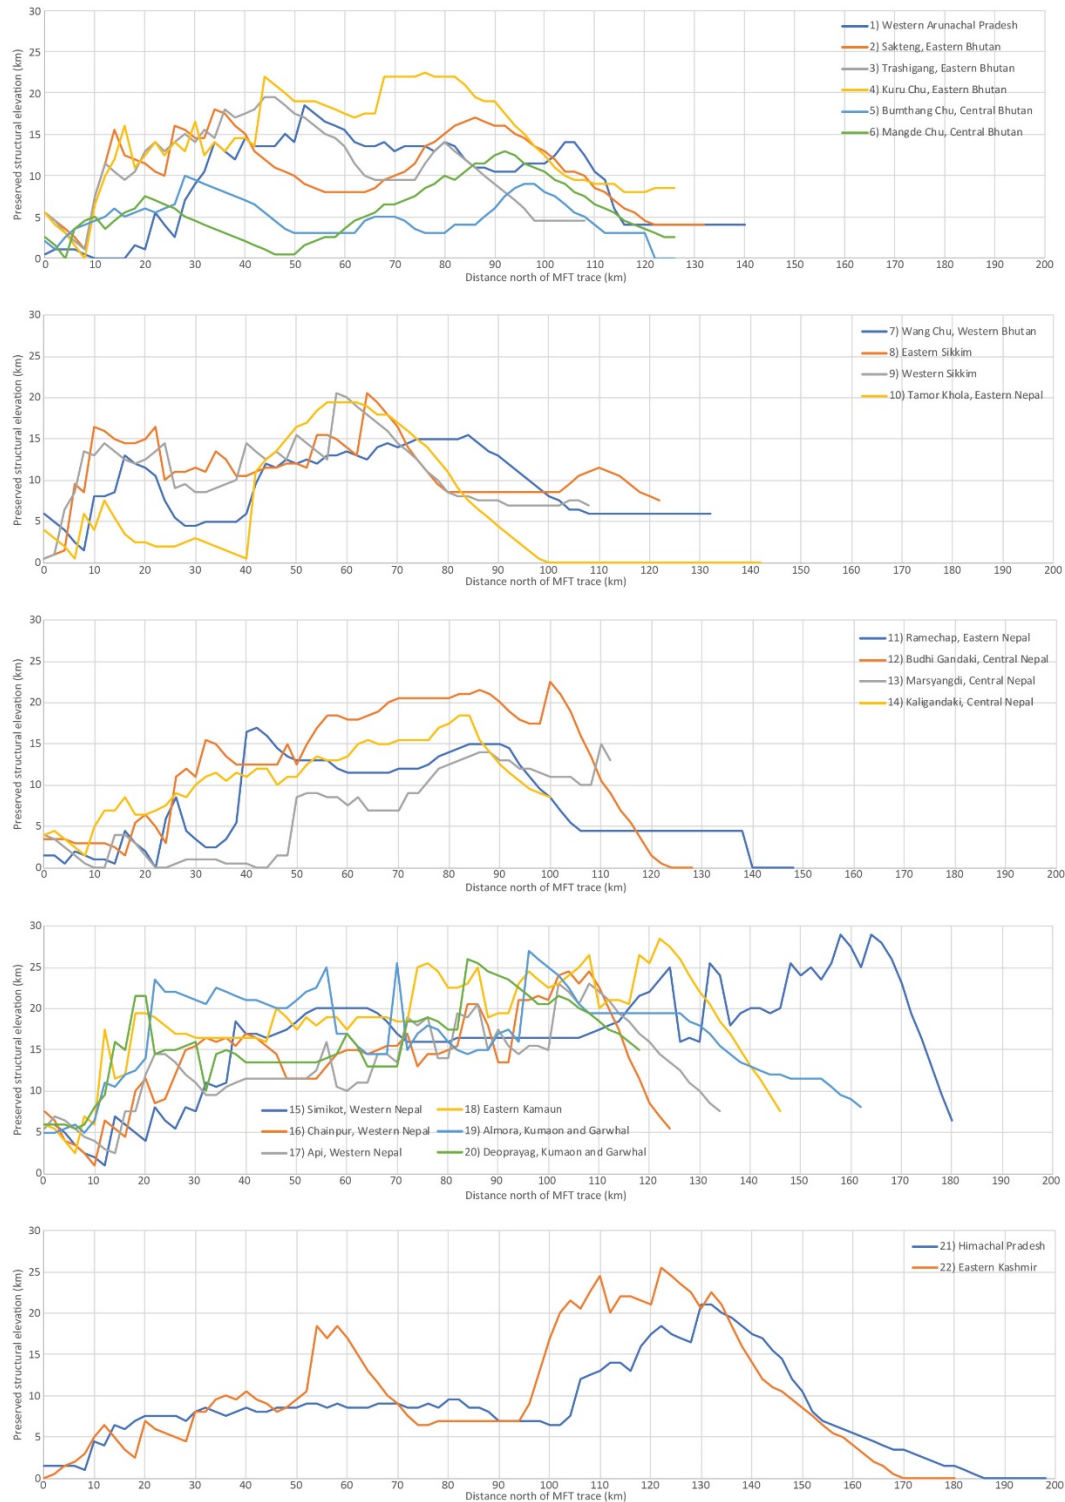 30
25
20
15
10
5
0
Preserved structural elevation (km)
1) Western Arunachal Pradesh
2) Sakteng, Eastern Bhutan
3) Trashigang, Eastern Bhutan
4) Kuru Chu, Eastern Bhutan
5) Bumthang Chu, Central Bhutan
6) Mangde Chu, Central Bhutan
0 10 20 30 40 50 60 70 80 90 100 110 120 130 140 150 160 170 180 190 200
Distance north of MFT trace (km)
30
25
20
15
10
5
0
Preserved structural elevation (km)
7) Wang Chu, Western Bhutan
8) Eastern Sikkim
9) Western Sikkim
10) Tamor Khola, Eastern Nepal
0 10 20 30 40 50 60 70 80 90 100 110 120 130 140 150 160 170 180 190 200
Distance north of MFT trace (km)
30
25
20
15
10
5
0
Preserved structural elevation (km)
11) Ramechap, Eastern Nepal
12) Budhi Gandaki, Central Nepal
13) Marsyangdi, Central Nepal
14) Kaligandaki, Central Nepal
0 10 20 30 40 50 60 70 80 90 100 110 120 130 140 150 160 170 180 190 200
Distance north of MFT trace (km)
30
25
20
15
10
5
0
Preserved structural elevation (km)
15) Simikot, Western Nepal
18) Eastern Kamaun
16) Chainpur, Western Nepal
19) Almora, Kumaon and Garwhal
17) Api, Western Nepal
20) Deoprayag, Kumaon and Garwhal
0 10 20 30 40 50 60 70 80 90 100 110 120 130 140 150 160 170 180 190 200
Distance north of MFT trace (km)
30
25
20
15
10
5
0
Preserved structural elevation (km)
21) Himachal Pradesh
22) Eastern Kashmir
0 10 20 30 40 50 60 70 80 90 100 110 120 130 140 150 160 170 180 190 200
Distance north of MFT trace (km)